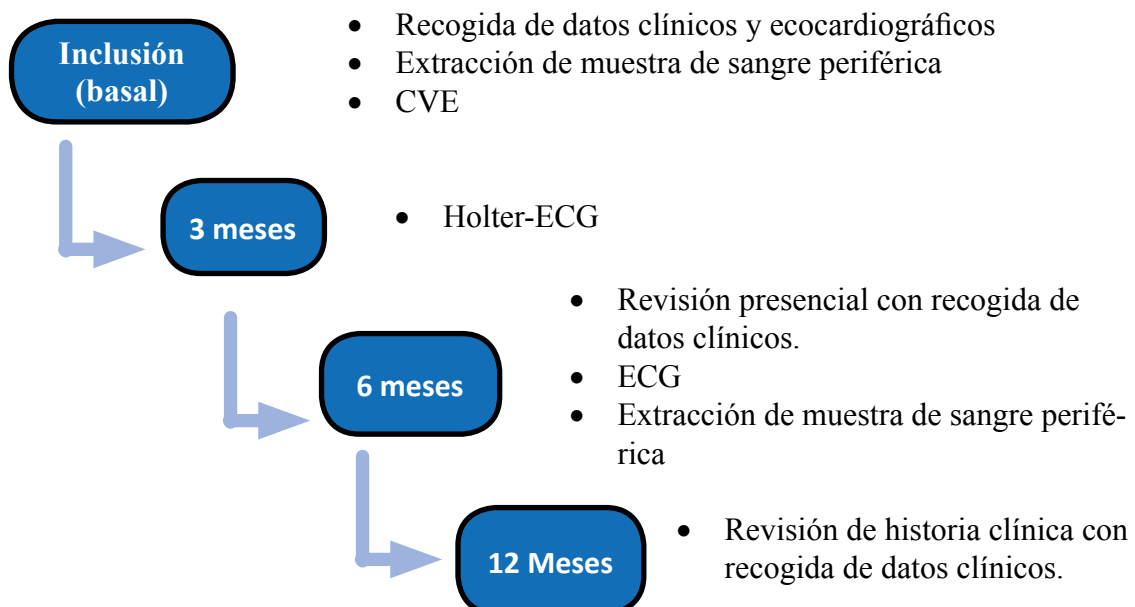 Inclusión
(basal)
• Recogida de datos clínicos y ecocardiográficos
• Extracción de muestra de sangre periférica
• CVE
3 meses
• Holter-ECG
6 meses
• Revisión presencial con recogida de
datos clínicos.
• ECG
• Extracción de muestra de sangre perifé-
rica
12 Meses
• Revisión de historia clínica con
recogida de datos clínicos.